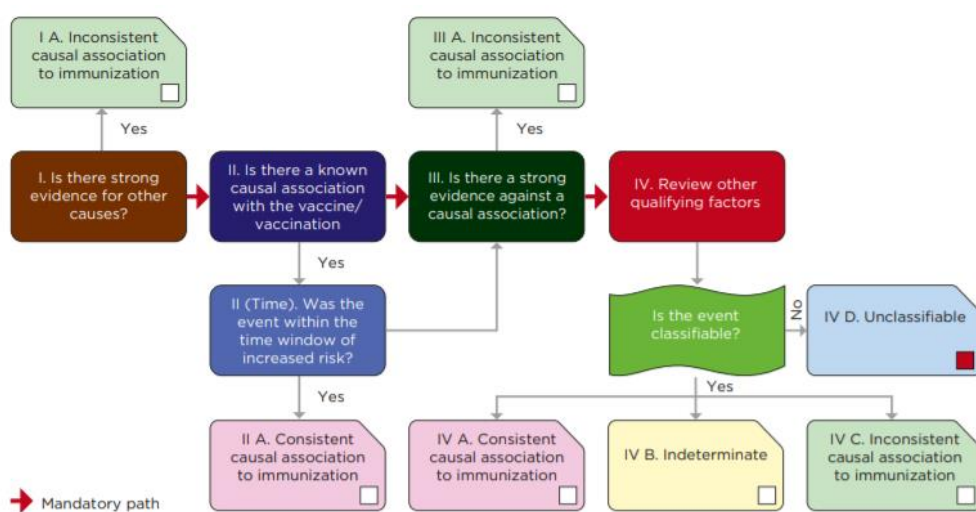 I A. Inconsistent
causal association
to immunization
III A. Inconsistent
causal association
to immunization
Yes
Yes
I. Is there strong
evidence for other
causes?
II. Is there a known
causal association
with the vaccine/
vaccination
III. Is there a strong
evidence against a
causal association?
IV. Review other
qualifying factors
Yes
II (Time). Was the
event within the
time window of
increased risk?
Is the event
classifiable?
No
IV D. Unclassifiable
Yes
Yes
II A. Consistent
causal association
to immunization
IV A. Consistent
causal association
to immunization
IV B. Indeterminate
IV C. Inconsistent
causal association
to immunization
Mandatory path